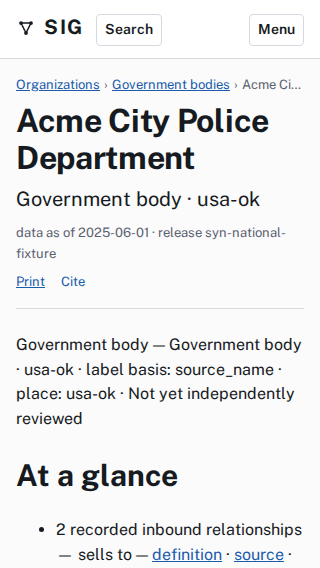 SIG Search Menu
Organizations › Government bodies › Acme Ci…
Acme City Police
Department
Government body · usa-ok
data as of 2025-06-01 · release syn-national-
fixture
Print Cite
Government body — Government body
· usa-ok · label basis: source_name ·
place: usa-ok · Not yet independently
reviewed
At a glance
• 2 recorded inbound relationships
— sells to — definition · source ·